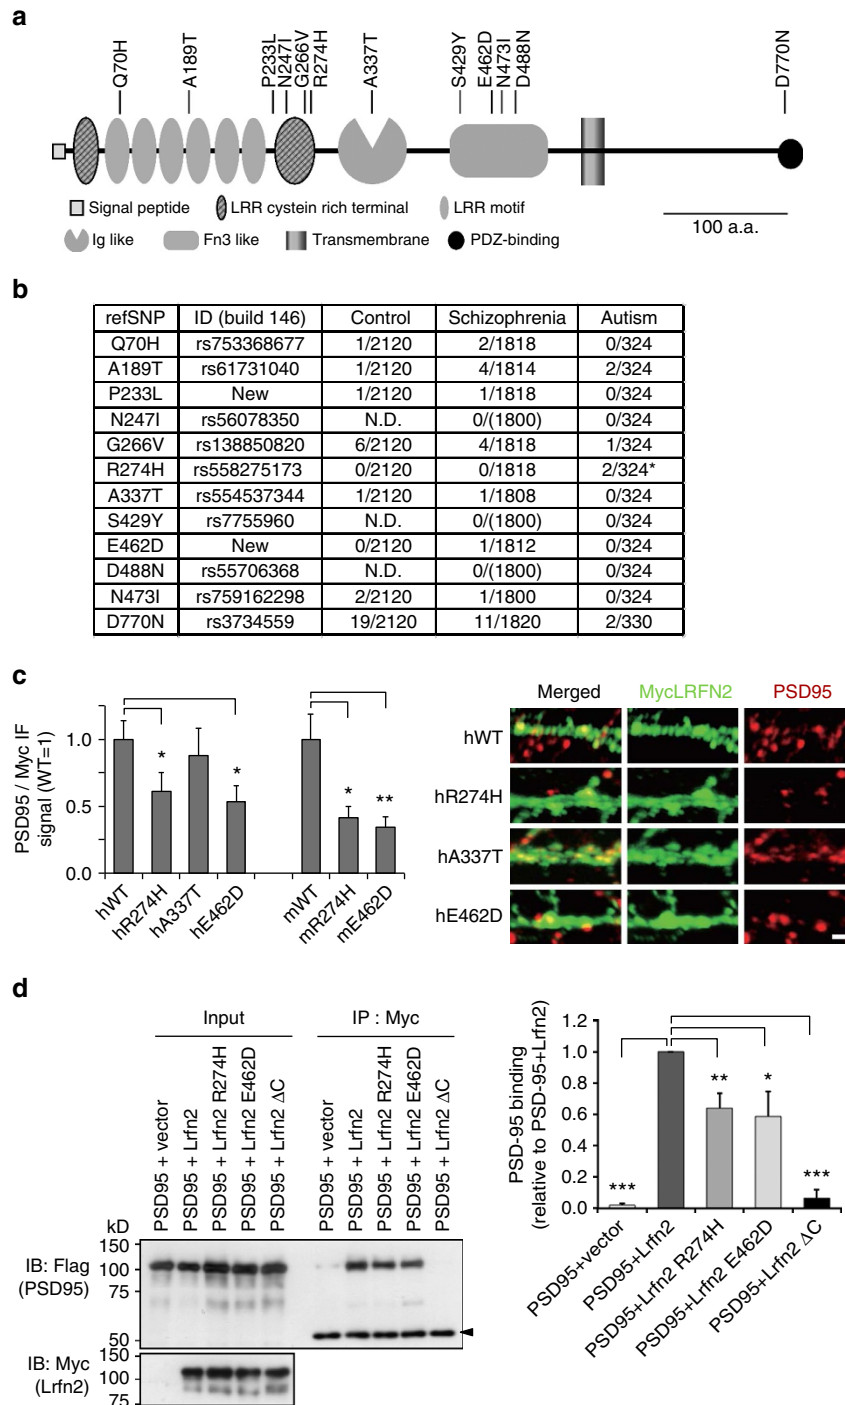 a
Q70H
A189T
P233L
N247I
G266V
R274H
A337T
S429Y
E462D
N473I
D488N
D770N
Signal peptide
LRR cystein rich terminal
LRR motif
100 a.a.
Ig like
Fn3 like
Transmembrane
PDZ-binding
b
refSNP ID (build 146) Control Schizophrenia Autism
Q70H rs753368677 1/2120 2/1818 0/324
A189T rs61731040 1/2120 4/1814 2/324
P233L New 1/2120 1/1818 0/324
N247I rs56078350 N.D. 0/(1800) 0/324
G266V rs138850820 6/2120 4/1818 1/324
R274H rs558275173 0/2120 0/1818 2/324*
A337T rs554537344 1/2120 1/1808 0/324
S429Y rs7755960 N.D. 0/(1800) 0/324
E462D New 0/2120 1/1812 0/324
D488N rs55706368 N.D. 0/(1800) 0/324
N473I rs759162298 2/2120 1/1800 0/324
D770N rs3734559 19/2120 11/1820 2/330
c
PSD95 / Myc IF
signal (WT=1)
1.0
0.5
0.0
*
*
*
**
hWT
hR274H
hA337T
hE462D
mWT
mR274H
mE462D
Merged MycLRFN2 PSD95
hWT
hR274H
hA337T
hE462D
d
Input
IP : Myc
PSD95 + vector
PSD95 + Lrfn2
PSD95 + Lrfn2 R274H
PSD95 + Lrfn2 E462D
PSD95 + Lrfn2 ΔC
PSD95 + vector
PSD95 + Lrfn2
PSD95 + Lrfn2 R274H
PSD95 + Lrfn2 E462D
PSD95 + Lrfn2 ΔC
kD
150
100
75
50
IB: Flag
(PSD95)
150
100
75
IB: Myc
(Lrfn2)
PSD-95 binding
(relative to PSD-95+Lrfn2)
1.2
1.0
0.8
0.6
0.4
0.2
0.0
***
**
*
***
PSD95+vector
PSD95+Lrfn2
PSD95+Lrfn2 R274H
PSD95+Lrfn2 E462D
PSD95+Lrfn2 ΔC